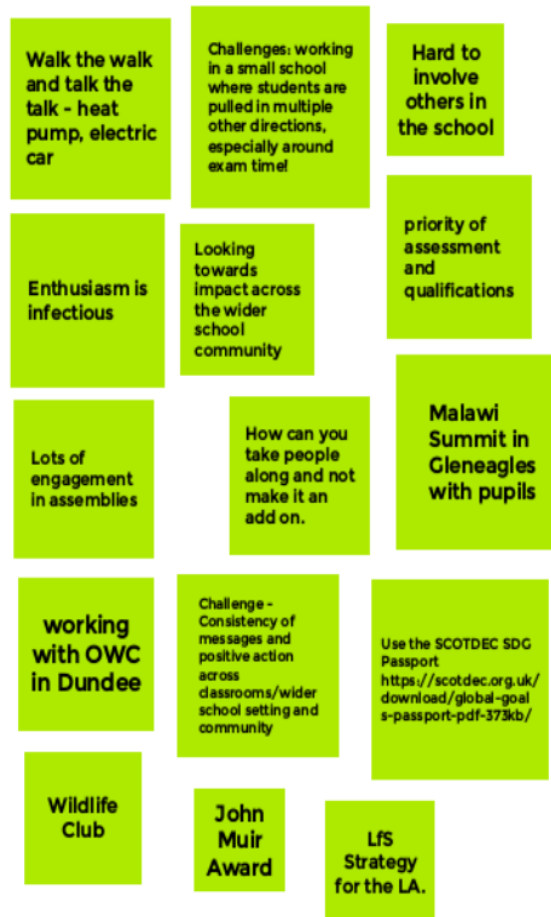 Walk the walk
and talk the
talk - heat
pump, electric
car
Challenges: working
in a small school
where students are
pulled in multiple
other directions,
especially around
exam time!
Hard to
involve
others in
the school
Enthusiasm is
infectious
Looking
towards
impact across
the wider
school
community
priority of
assessment
and
qualifications
Lots of
engagement
in assemblies
How can you
take people
along and not
make it an
add on.
Malawi
Summit in
Gleneagles
with pupils
working
with OWC
in Dundee
Challenge -
Consistency of
messages and
positive action
across
classrooms/wider
school setting and
community
Use the SCOTDEC SDG
Passport
https://scotdec.org.uk/
download/global-goal
s-passport-pdf-373kb/
Wildlife
Club
John
Muir
Award
LfS
Strategy
for the LA.